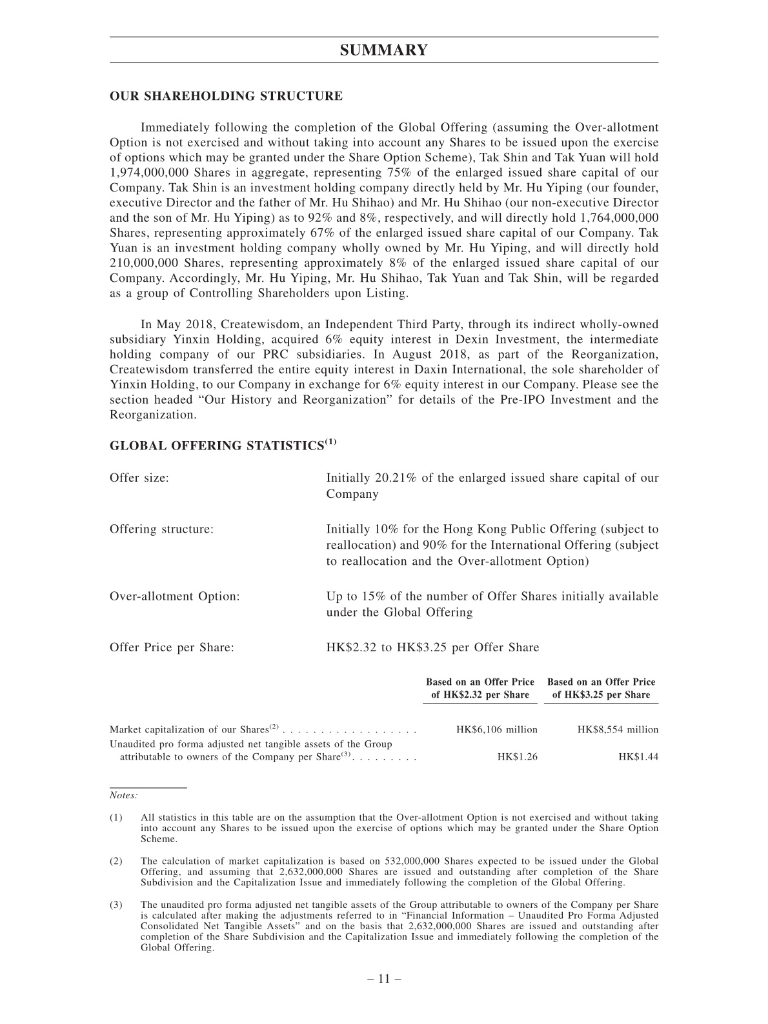 SUMMARY
OUR SHAREHOLDING STRUCTURE
Immediately following the completion of the Global Offering (assuming the Over-allotment
Option is not exercised and without taking into account any Shares to be issued upon the exercise
of options which may be granted under the Share Option Scheme), Tak Shin and Tak Yuan will hold
1,974,000,000 Shares in aggregate, representing 75% of the enlarged issued share capital of our
Company. Tak Shin is an investment holding company directly held by Mr. Hu Yiping (our founder,
executive Director and the father of Mr. Hu Shihao) and Mr. Hu Shihao (our non-executive Director
and the son of Mr. Hu Yiping) as to 92% and 8%, respectively, and will directly hold 1,764,000,000
Shares, representing approximately 67% of the enlarged issued share capital of our Company. Tak
Yuan is an investment holding company wholly owned by Mr. Hu Yiping, and will directly hold
210,000,000 Shares, representing approximately 8% of the enlarged issued share capital of our
Company. Accordingly, Mr. Hu Yiping, Mr. Hu Shihao, Tak Yuan and Tak Shin, will be regarded
as a group of Controlling Shareholders upon Listing.
In May 2018, Createwisdom, an Independent Third Party, through its indirect wholly-owned
subsidiary Yinxin Holding, acquired 6% equity interest in Dexin Investment, the intermediate
holding company of our PRC subsidiaries. In August 2018, as part of the Reorganization,
Createwisdom transferred the entire equity interest in Daxin International, the sole shareholder of
Yinxin Holding, to our Company in exchange for 6% equity interest in our Company. Please see the
section headed “Our History and Reorganization” for details of the Pre-IPO Investment and the
Reorganization.
GLOBAL OFFERING STATISTICS(1)
Offer size: Initially 20.21% of the enlarged issued share capital of our
Company
Offering structure: Initially 10% for the Hong Kong Public Offering (subject to
reallocation) and 90% for the International Offering (subject
to reallocation and the Over-allotment Option)
Over-allotment Option: Up to 15% of the number of Offer Shares initially available
under the Global Offering
Offer Price per Share: HK$2.32 to HK$3.25 per Offer Share
Based on an Offer Price Based on an Offer Price
of HK$2.32 per Share of HK$3.25 per Share
Market capitalization of our Shares(2) . . . . . . . . . . . . . . . . . . HK$6,106 million HK$8,554 million
Unaudited pro forma adjusted net tangible assets of the Group
attributable to owners of the Company per Share(3). . . . . . . . . HK$1.26 HK$1.44
Notes:
(1) All statistics in this table are on the assumption that the Over-allotment Option is not exercised and without taking
into account any Shares to be issued upon the exercise of options which may be granted under the Share Option
Scheme.
(2) The calculation of market capitalization is based on 532,000,000 Shares expected to be issued under the Global
Offering, and assuming that 2,632,000,000 Shares are issued and outstanding after completion of the Share
Subdivision and the Capitalization Issue and immediately following the completion of the Global Offering.
(3) The unaudited pro forma adjusted net tangible assets of the Group attributable to owners of the Company per Share
is calculated after making the adjustments referred to in “Financial Information – Unaudited Pro Forma Adjusted
Consolidated Net Tangible Assets” and on the basis that 2,632,000,000 Shares are issued and outstanding after
completion of the Share Subdivision and the Capitalization Issue and immediately following the completion of the
Global Offering.
– 11 –